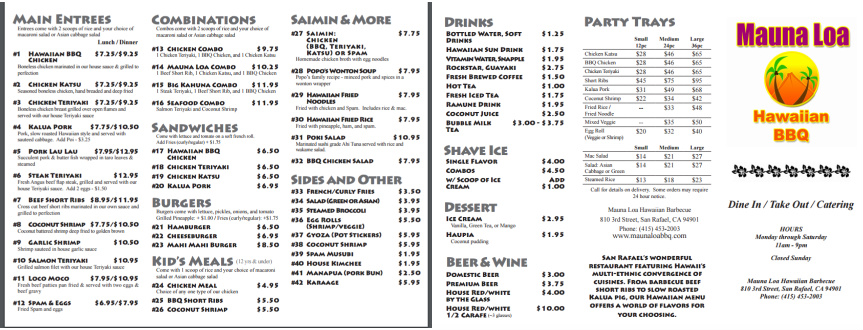 MAIN ENTREES
Entrees come with 2 scoops of rice and your choice of
macaroni salad or Asian cabbage salad
Lunch / Dinner
#1 HAWAIIAN BBQ CHICKEN $7.25/$9.25
Boneless chicken marinated in our house sauce & grilled to
perfection
#2 CHICKEN KATSU $7.25/$9.25
Seasoned boneless chicken, hand breaded and deep fried
#3 CHICKEN TERIYAKI $7.25/$9.25
Boneless chicken breast grilled over open flames and
served with our house Teriyaki sauce
#4 KALUA PORK $7.75/$10.50
Pork, slow roasted Hawaiian style and served with
sauteed cabbage. Add Poi - $3.25
#5 PORK LAU LAU $7.95/$12.95
Succulent pork & butter fish wrapped in taro leaves &
steamed
#6 STEAK TERIYAKI $12.95
Fresh Angus beef flap steak, grilled and served with our
house Teriyaki sauce. Add 2 eggs - $1.50
#7 BEEF SHORT RIBS $8.95/$11.95
Cross cut beef short ribs marinated in our own sauce and
grilled to perfection
#8 COCONUT SHRIMP $7.75/$10.50
Coconut battered shrimp deep fried to golden brown
#9 GARLIC SHRIMP $10.50
Shrimp sauteed in house garlic sauce
#10 SALMON TERIYAKI $10.95
Grilled salmon filet with our house Teriyaki sauce
#11 LOCO MOCO $7.95/$10.95
Fresh beef patties pan fried & served with two eggs &
beef gravy
#12 SPAM & EGGS $6.95/$7.95
Fried Spam and eggs
COMBINATIONS
Combos come with 2 scoops of rice and your choice of
macaroni salad or Asian cabbage salad
#13 CHICKEN COMBO $9.75
1 Chicken Teriyaki, 1 BBQ Chicken, and 1 Chicken Katsu
#14 MAUNA LOA COMBO $10.25
1 Beef Short Rib, 1 Chicken Katsu, and 1 BBQ Chicken
#15 BIG KAHUNA COMBO $11.95
1 Steak Teriyaki, 1 Beef Short Rib, and 1 BBQ Chicken
#16 SEAFOOD COMBO $11.95
Salmon Teriyaki and Coconut Shrimp
SANDWICHES
Come with lettuce and tomato on a soft french roll.
Add Fries (curly/regular) + $1.75
#17 HAWAIIAN BBQ CHICKEN $6.50
#18 CHICKEN TERIYAKI $6.50
#19 CHICKEN KATSU $6.50
#20 KALUA PORK $6.95
BURGERS
Burgers come with lettuce, pickles, onions, and tomato
Grilled Pineapple + $1.00 / Fries (curly/regular) +$1.75
#21 HAMBURGER $6.50
#22 CHEESEBURGER $6.95
#23 MAHI MAHI BURGER $8.50
KID'S MEALS (12 yrs & under)
Come with 1 scoop of rice and your choice of macaroni
salad or Asian cabbage salad
#24 CHICKEN MEAL $4.95
Choice of any one type of our chicken
#25 BBQ SHORT RIBS $5.50
#26 COCONUT SHRIMP $5.50
SAIMIN & MORE
#27 SAIMIN: CHICKEN (BBQ, TERIYAKI, KATSU) OR SPAM $7.75
Homemade chicken broth with egg noodles
#28 POPO'S WONTON SOUP $7.95
Popo's family recipe - minced pork and spices in a
wonton wrapper
#29 HAWAIIAN FRIED NOODLES $7.95
Fried with chicken and Spam. Includes rice & mac.
#30 HAWAIIAN FRIED RICE $7.95
Fried with pineapple, ham, and spam.
#31 POKI SALAD $10.95
Marinated sushi grade Ahi Tuna served with rice and
wakame salad.
#32 BBQ CHICKEN SALAD $7.95
SIDES AND OTHER
#33 FRENCH/CURLY FRIES $3.50
#34 SALAD (GREEN OR ASIAN) $3.95
#35 STEAMED BROCCOLI $3.95
#36 EGG ROLLS (SHRIMP/VEGGIE) $5.50
#37 GYOZA (POT STICKERS) $5.95
#38 COCONUT SHRIMP $5.95
#39 SPAM MUSUBI $1.95
#40 HOUSE KIMCHEE $1.95
#41 MANAPUA (PORK BUN) $2.50
#42 KARAAGE $5.95
DRINKS
BOTTLED WATER, SOFT DRINKS $1.25
HAWAIIAN SUN DRINK $1.75
VITAMIN WATER, SNAPPLE $1.95
ROCKSTAR, GUAYAKI $2.75
FRESH BREWED COFFEE $1.50
HOT TEA $1.00
FRESH ICED TEA $1.75
RAMUNE DRINK $1.95
COCONUT JUICE $2.50
BUBBLE MILK TEA $3.00 - $3.75
SHAVE ICE
SINGLE FLAVOR $4.00
COMBOS $4.50
W/ SCOOP OF ICE CREAM ADD $1.00
DESSERT
ICE CREAM $2.95
Vanilla, Green Tea, or Mango
HAUPIA $1.95
Coconut pudding
BEER & WINE
DOMESTIC BEER $3.00
PREMIUM BEER $3.75
HOUSE RED/WHITE BY THE GLASS $4.00
HOUSE RED/WHITE 1/2 CARAFE (~3 glasses) $10.00
PARTY TRAYS
Small 12pc Medium 24pc Large 36pc
Chicken Katsu $28 $46 $65
BBQ Chicken $28 $46 $65
Chicken Teriyaki $28 $46 $65
Short Ribs $45 $75 $95
Kalua Pork $31 $49 $68
Coconut Shrimp $22 $34 $42
Fried Rice / Fried Noodle -- $33 $48
Mixed Veggie -- $35 $50
Egg Roll (Veggie or Shrimp) $20 $32 $40
Small Medium Large
Mac Salad $14 $21 $27
Salad: Asian Cabbage or Green $14 $21 $27
Steamed Rice $13 $18 $23
Call for details on delivery. Some orders may require
24 hour notice.
Mauna Loa Hawaiian Barbecue
810 3rd Street, San Rafael, CA 94901
Phone: (415) 453-2003
www.maunaloabbq.com
SAN RAFAEL'S WONDERFUL
RESTAURANT FEATURING HAWAII'S
MULTI-ETHNIC CONVERGENCE OF
CUISINES. FROM BARBECUE BEEF
SHORT RIBS TO SLOW ROASTED
KALUA PIG, OUR HAWAIIAN MENU
OFFERS A WORLD OF FLAVORS FOR
YOUR CHOOSING.
Mauna Loa
Hawaiian
BBQ
Dine In / Take Out / Catering
HOURS
Monday through Saturday
11am - 9pm
Closed Sunday
Mauna Loa Hawaiian Barbecue
810 3rd Street, San Rafael, CA 94901
Phone: (415) 453-2003